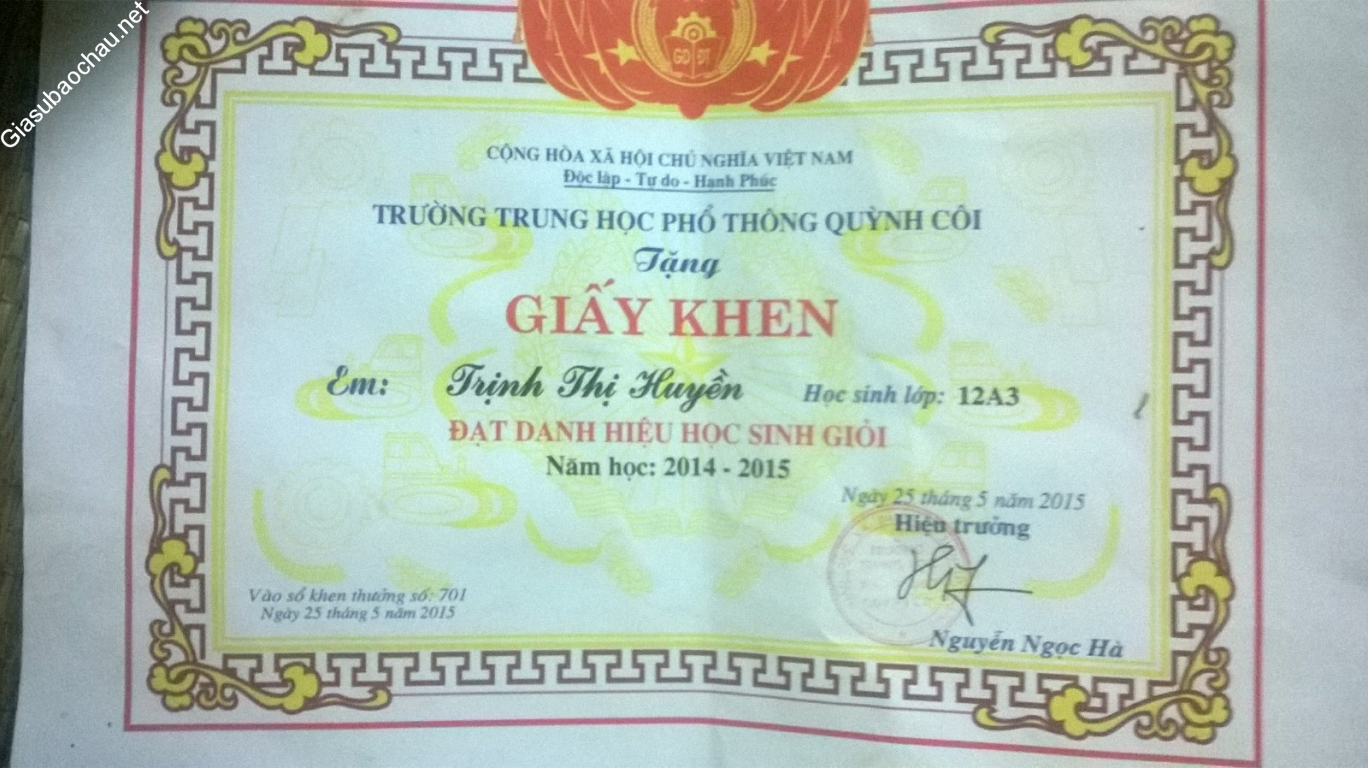 Giasubaochau.net
GD ĐT
CỘNG HÒA XÃ HỘI CHỦ NGHĨA VIỆT NAM
Độc lập - Tự do - Hạnh Phúc
TRƯỜNG TRUNG HỌC PHỔ THÔNG QUỲNH CÔI
Tặng
GIẤY KHEN
Em: Trịnh Thị Huyền Học sinh lớp: 12A3
ĐẠT DANH HIỆU HỌC SINH GIỎI
Năm học: 2014 - 2015
Ngày 25 tháng 5 năm 2015
Hiệu trưởng
Vào sổ khen thưởng số: 701
Ngày 25 tháng 5 năm 2015
Nguyễn Ngọc Hà